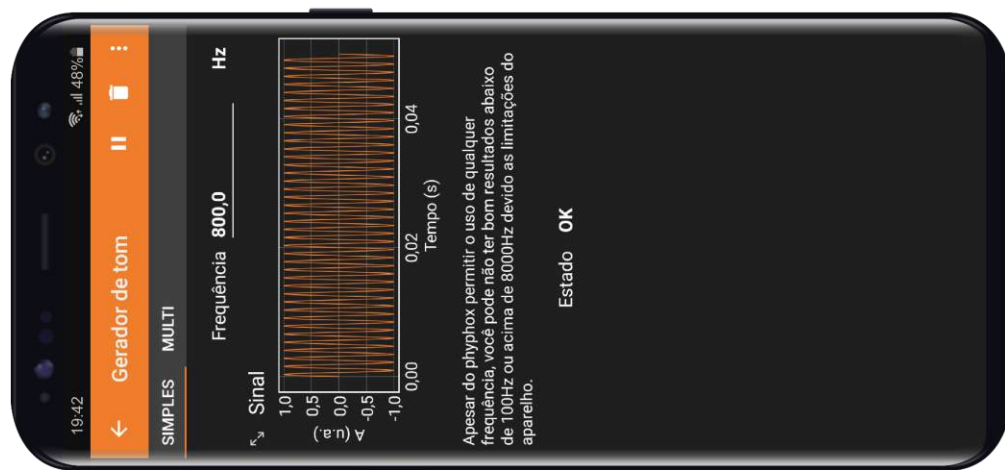 19:42
48%
Gerador de tom
SIMPLES MULTI
Frequência 800,0 Hz
Sinal
A (u.a.)
1,0
0,5
0,0
-0,5
-1,0
0,00 0,02 0,04
Tempo (s)
Apesar do phyphox permitir o uso de qualquer
frequência, você pode não ter bom resultados abaixo
de 100Hz ou acima de 8000Hz devido as limitações do
aparelho.
Estado OK